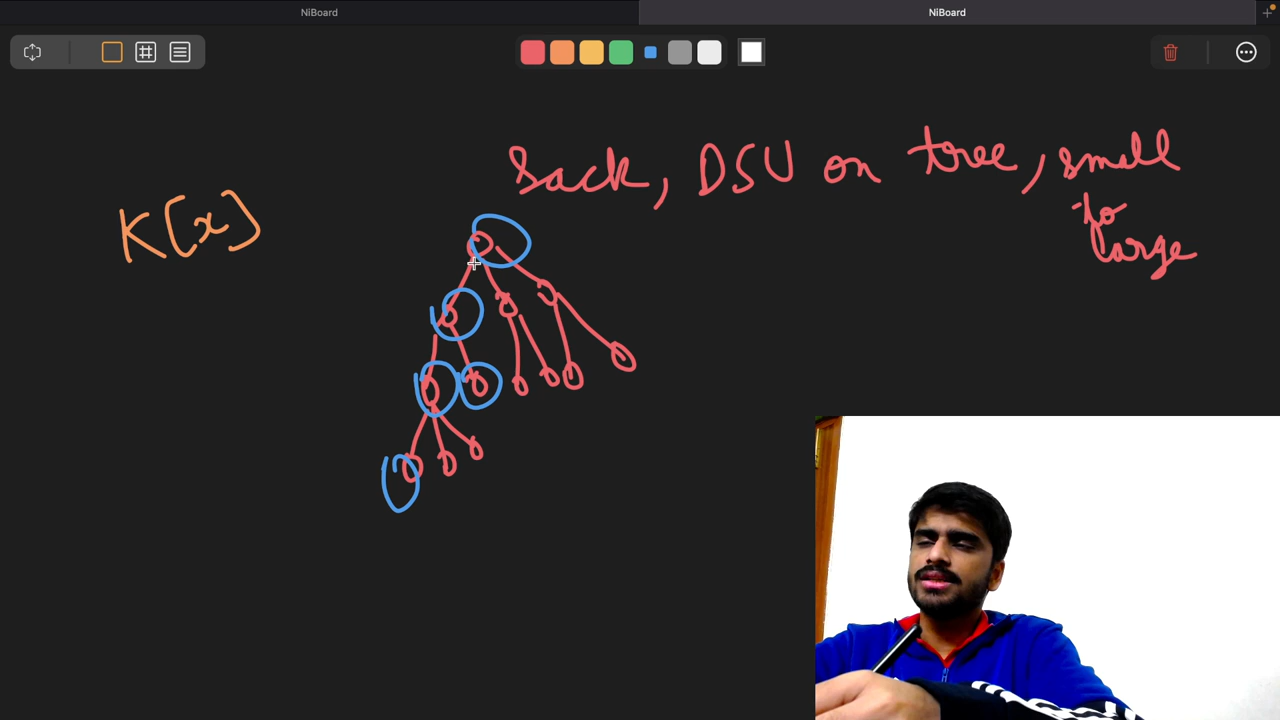 NiBoard
NiBoard
Sack, DSU on tree, small
to
large
K[x]